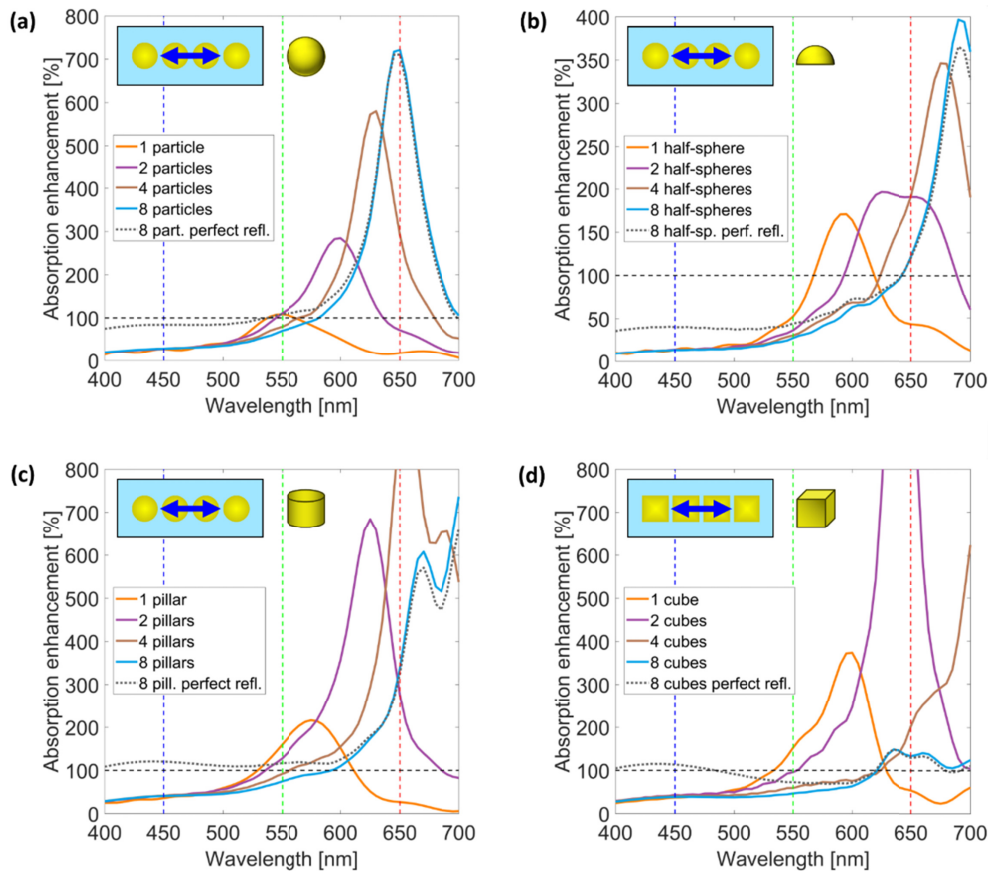 (a)
Absorption enhancement [%]
800
700
600
500
400
300
200
100
0
1 particle
2 particles
4 particles
8 particles
8 part. perfect refl.
400 450 500 550 600 650 700
Wavelength [nm]
(b)
Absorption enhancement [%]
400
350
300
250
200
150
100
50
0
1 half-sphere
2 half-spheres
4 half-spheres
8 half-spheres
8 half-sp. perf. refl.
400 450 500 550 600 650 700
Wavelength [nm]
(c)
Absorption enhancement [%]
800
700
600
500
400
300
200
100
0
1 pillar
2 pillars
4 pillars
8 pillars
8 pill. perfect refl.
400 450 500 550 600 650 700
Wavelength [nm]
(d)
Absorption enhancement [%]
800
700
600
500
400
300
200
100
0
1 cube
2 cubes
4 cubes
8 cubes
8 cubes perfect refl.
400 450 500 550 600 650 700
Wavelength [nm]